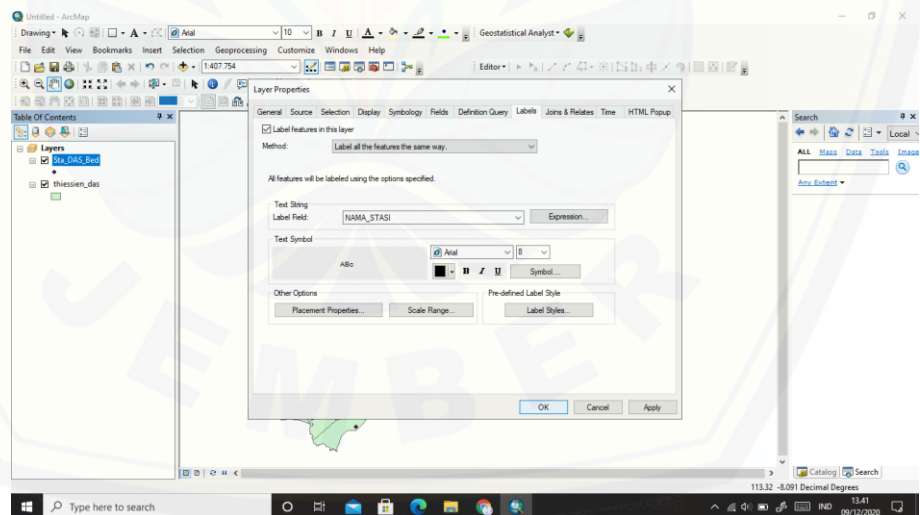 Untitled - ArcMap
Drawing A Arial 10 B I U A Geostatistical Analyst
File Edit View Bookmarks Insert Selection Geoprocessing Customize Windows Help
1:407.754 Editor
Layer Properties
Table Of Contents
Layers
Sta_DAS_Bed
thiessien_das
General Source Selection Display Symbology Fields Definition Query Labels Joins & Relates Time HTML Popup
Label features in this layer
Method: Label all the features the same way.
All features will be labeled using the options specified.
Text String
Label Field: NAMA_STASI Expression...
Text Symbol
AaBb
Arial 8
B I U Symbol...
Other Options
Placement Properties... Scale Range...
Pre-defined Label Style
Label Styles...
OK Cancel Apply
Search
Local
ALL Maps Data Tools Image
Any Extent
Catalog Search
113.32 -8.091 Decimal Degrees
JEMBER
Type here to search
IND 13.41
09/12/2020